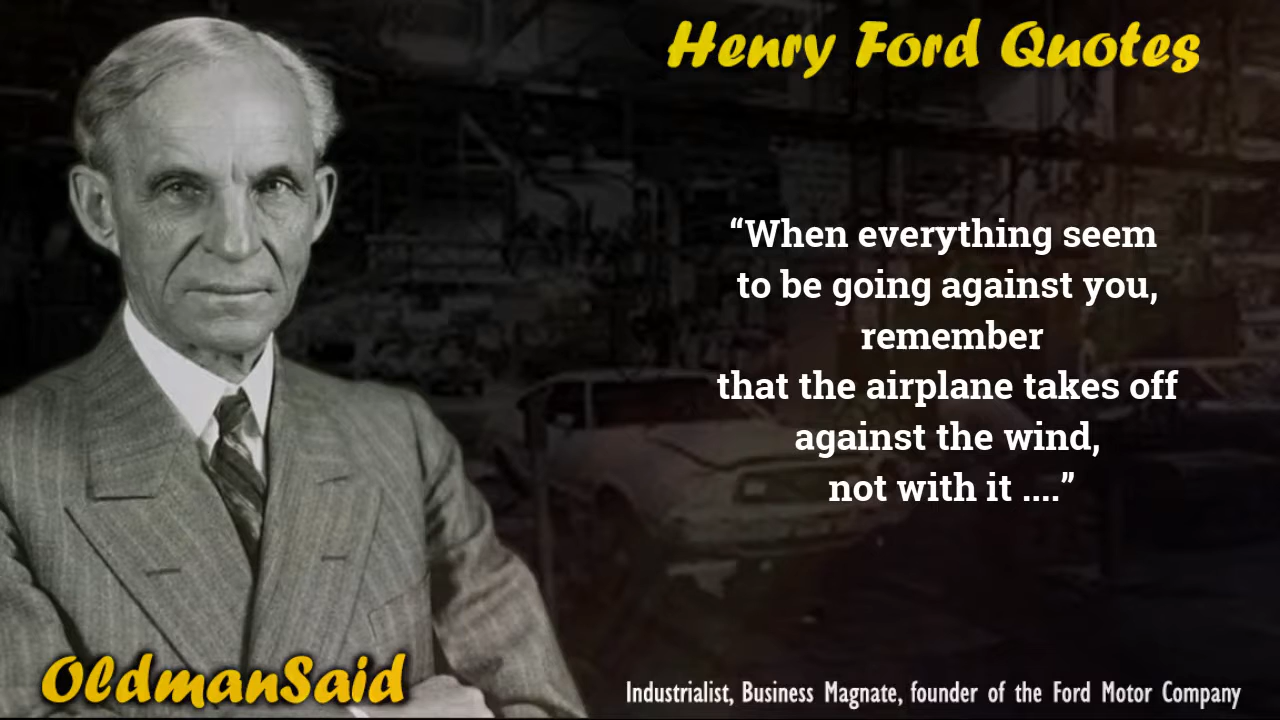 Henry Ford Quotes
“When everything seem
to be going against you,
remember
that the airplane takes off
against the wind,
not with it ....”
OldmanSaid
Industrialist, Business Magnate, founder of the Ford Motor Company